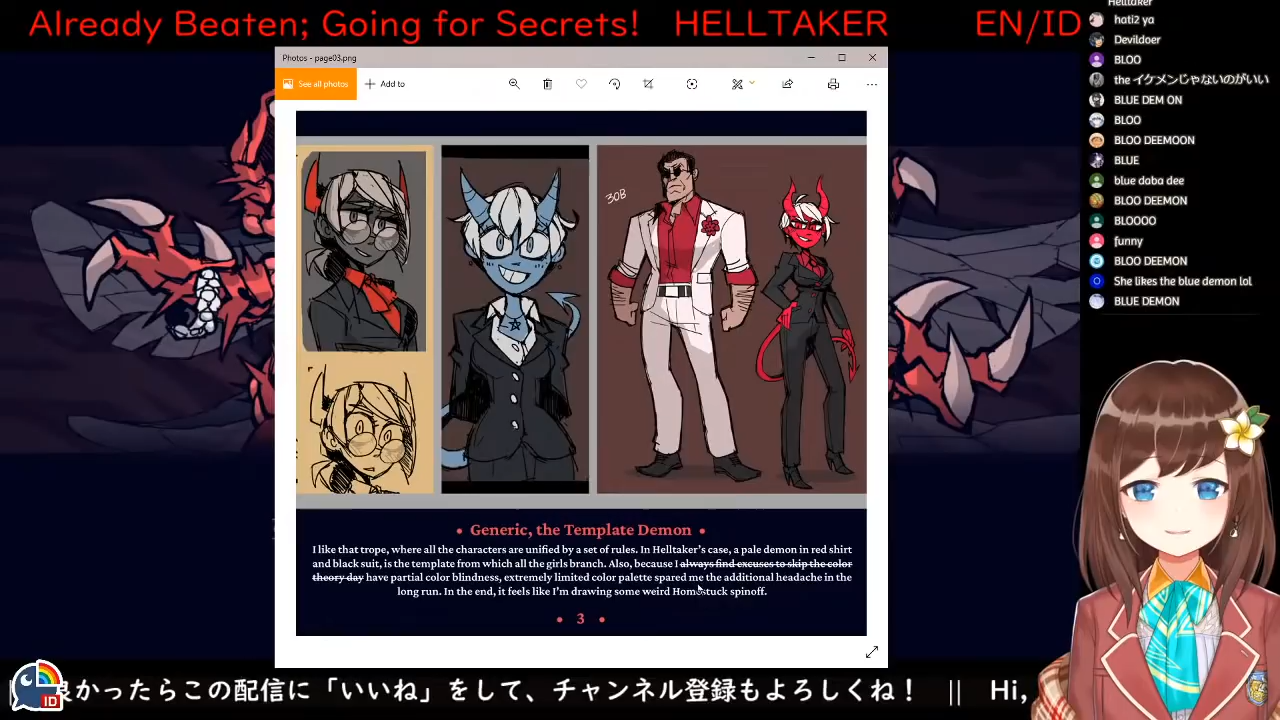 Already Beaten; Going for Secrets! HELLTAKER EN/ID
Photos - page03.png
See all photos
Add to
30B
• Generic, the Template Demon •
I like that trope, where all the characters are unified by a set of rules. In Helltaker's case, a pale demon in red shirt
and black suit, is the template from which all the girls branch. Also, because I always find excuses to skip the color
theory day have partial color blindness, extremely limited color palette spared me the additional headache in the
long run. In the end, it feels like I'm drawing some weird Homestuck spinoff.
• 3 •
Helltaker
hati2 ya
Devildoer
BLOO
the イケメンじゃないのがいい
BLUE DEM ON
BLOO
BLOO DEEMOON
BLUE
blue daba dee
BLOO DEEMON
BLOOOO
funny
BLOO DEEMON
She likes the blue demon lol
BLUE DEMON
ID
良かったらこの配信に「いいね」をして、チャンネル登録もよろしくね！ || Hi,